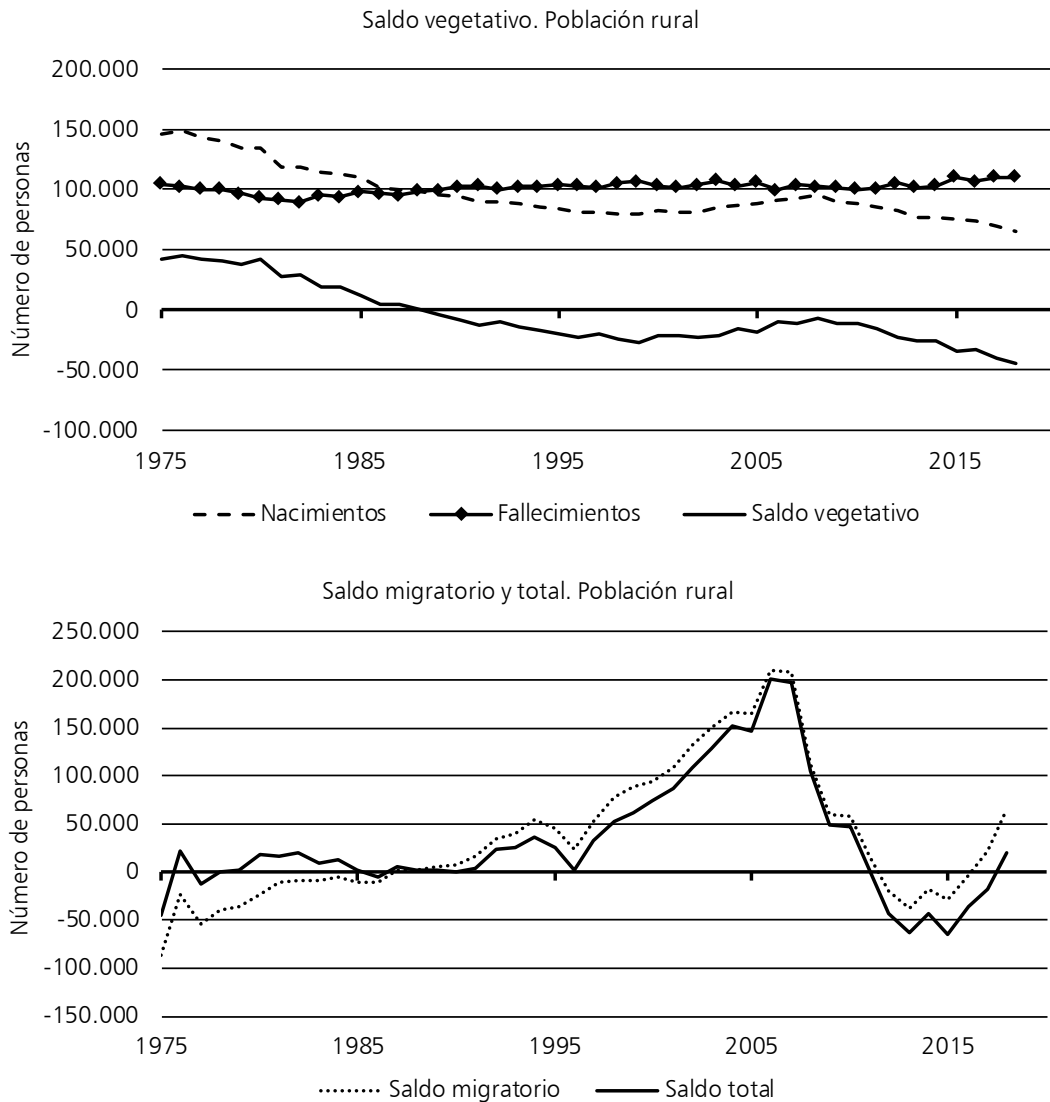 Saldo vegetativo. Población rural
Número de personas
200.000
150.000
100.000
50.000
0
-50.000
-100.000
1975 1985 1995 2005 2015
Nacimientos Fallecimientos Saldo vegetativo
Saldo migratorio y total. Población rural
Número de personas
250.000
200.000
150.000
100.000
50.000
0
-50.000
-100.000
-150.000
1975 1985 1995 2005 2015
Saldo migratorio Saldo total